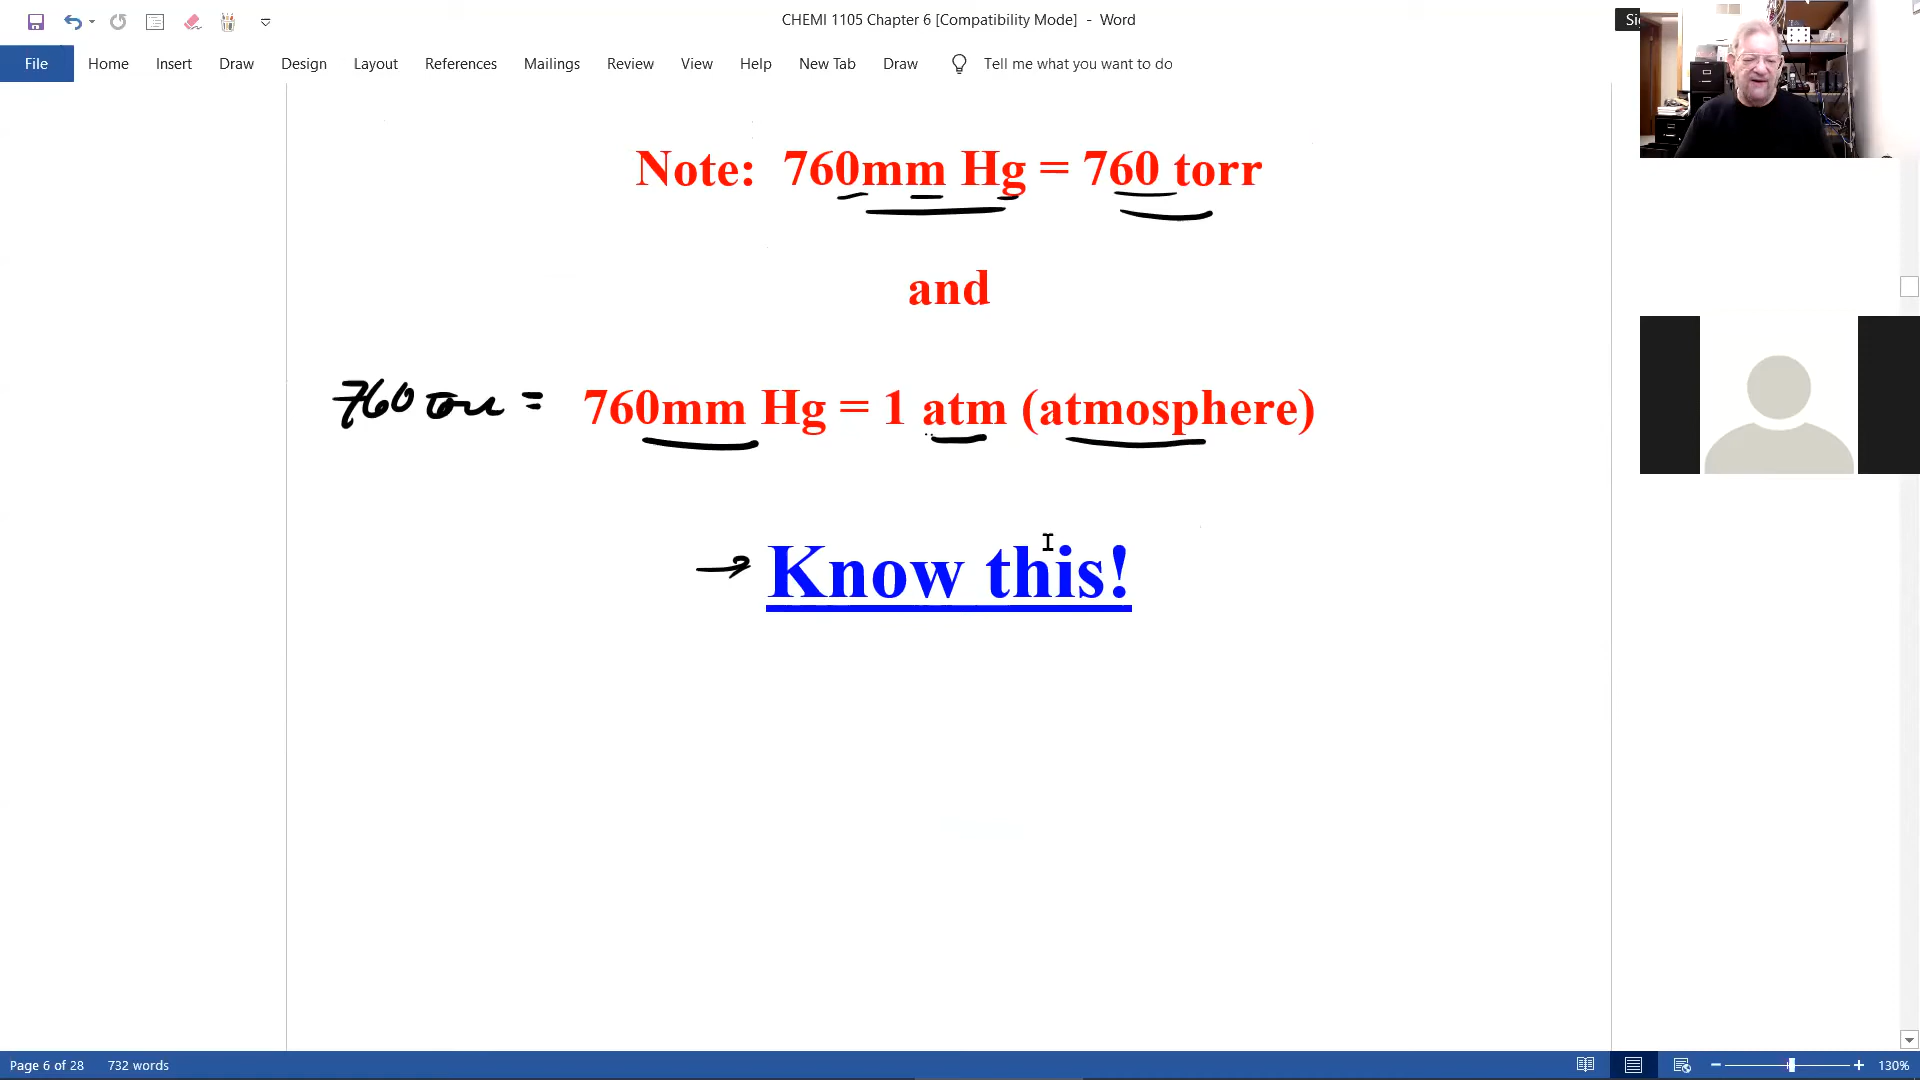 CHEMI 1105 Chapter 6 [Compatibility Mode] - Word
File Home Insert Draw Design Layout References Mailings Review View Help New Tab Draw Tell me what you want to do
Note: 760mm Hg = 760 torr
and
760 torr = 760mm Hg = 1 atm (atmosphere)
→ Know this!
Page 6 of 28 732 words 130%